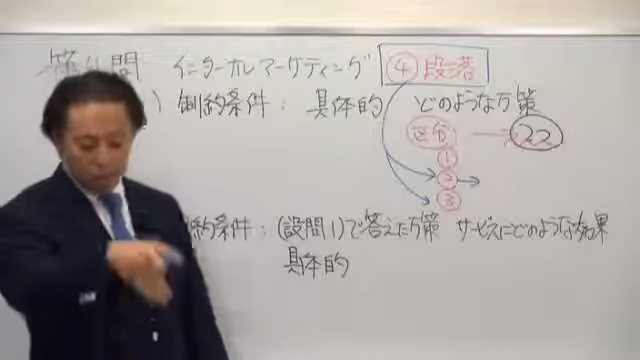 問 インターナルマーケティング ④段落
) 制約条件： 具体的 どのような方策
区分 → 22
①
② →
③
約条件：(設問1)で答えた方策 サービスにどのような効果
具体的